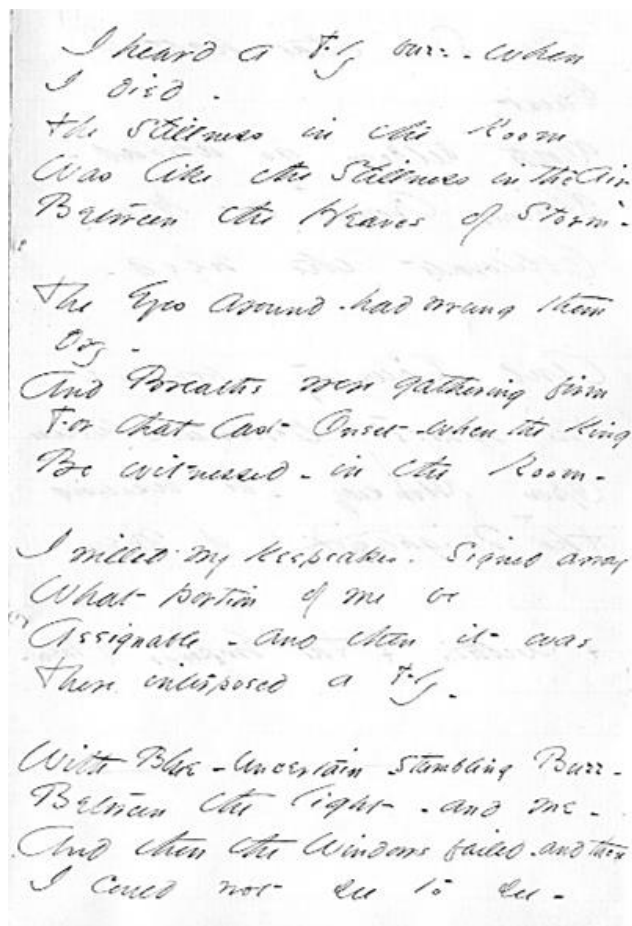 I heard a Fly buzz - when
I died -
The Stillness in the Room
Was like the Stillness in the Air -
Between the Heaves of Storm -
The Eyes around - had wrung them
dry -
And Breaths were gathering firm
For that last Onset - when the King
Be witnessed - in the Room -
I willed my Keepsakes - Signed away
What portion of me be
Assignable - and then it was
There interposed a Fly -
With Blue - uncertain stumbling Buzz -
Between the light - and me -
And then the Windows failed - and then
I could not see to see -